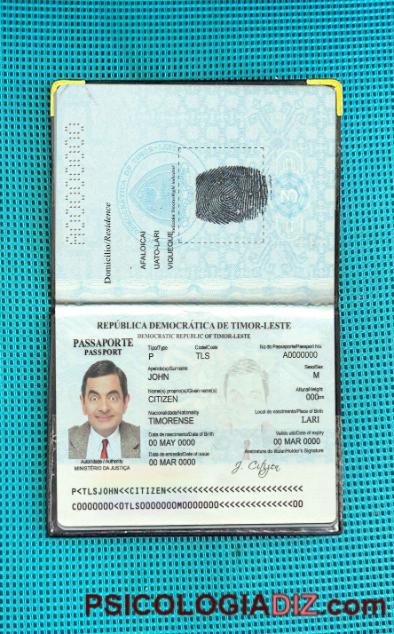 Domicílio/Residence
AFALOICAI
UATO-LARI
VIQUEQUE
REPÚBLICA DEMOCRÁTICA DE TIMOR-LESTE
DEMOCRATIC REPUBLIC OF TIMOR-LESTE
PASSAPORTE
PASSPORT
Tipo/Type Code/Code No do Passaporte/Passport No.
P TLS A0000000
Apelido/Surname Sexo/Sex
JOHN M
Nome(s) próprio(s)/Given name(s) Altura/Height
CITIZEN 000m
Nacionalidade/Nationality Local de nascimento/Place of Birth
TIMORENSE LARI
Data de nascimento/Date of Birth Válido até/Date of expiry
00 MAY 0000 00 MAR 0000
Data de emissão/Date of issue Assinatura do titular/Holder's Signature
00 MAR 0000 J. Citizen
Autoridade/Authority
MINISTÉRIO DA JUSTIÇA
P<TLSJOHN<<CITIZEN<<<<<<<<<<<<<<<<<<<<<<<<<<
C0000000<0TLS0000000M0000000<<<<<<<<<<<<<<00
PSICOLOGIADIZ.com